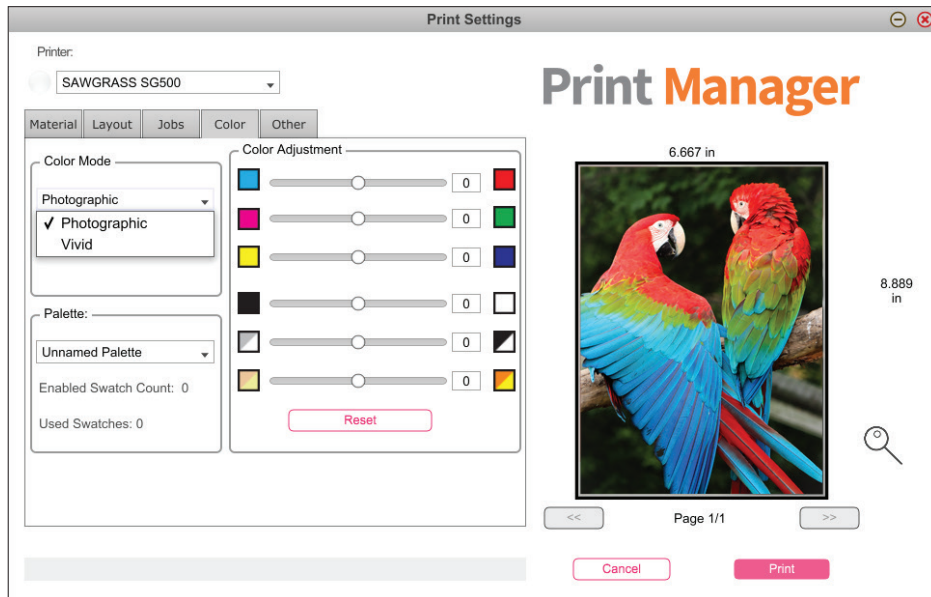 Print Settings
Printer:
SAWGRASS SG500
Print Manager
Material Layout Jobs Color Other
Color Mode
Photographic
✓ Photographic
Vivid
Palette:
Unnamed Palette
Enabled Swatch Count: 0
Used Swatches: 0
Color Adjustment
0
0
0
0
0
0
Reset
6.667 in
8.889
in
<< Page 1/1 >>
Cancel Print